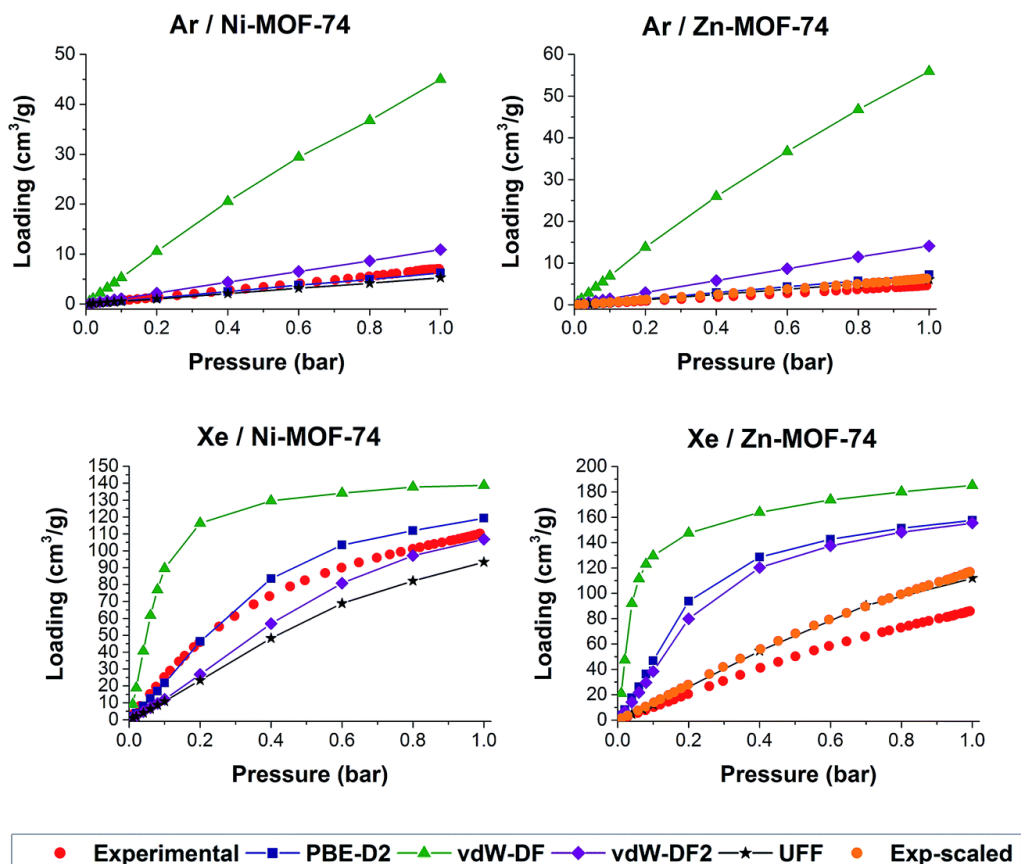 Ar / Ni-MOF-74
Ar / Zn-MOF-74
50
40
30
20
10
0
Loading (cm³/g)
0.0 0.2 0.4 0.6 0.8 1.0
Pressure (bar)
60
50
40
30
20
10
0
Loading (cm³/g)
0.0 0.2 0.4 0.6 0.8 1.0
Pressure (bar)
Xe / Ni-MOF-74
Xe / Zn-MOF-74
150
140
130
120
110
100
90
80
70
60
50
40
30
20
10
0
Loading (cm³/g)
0.0 0.2 0.4 0.6 0.8 1.0
Pressure (bar)
200
180
160
140
120
100
80
60
40
20
0
Loading (cm³/g)
0.0 0.2 0.4 0.6 0.8 1.0
Pressure (bar)
Experimental PBE-D2 vdW-DF vdW-DF2 UFF Exp-scaled